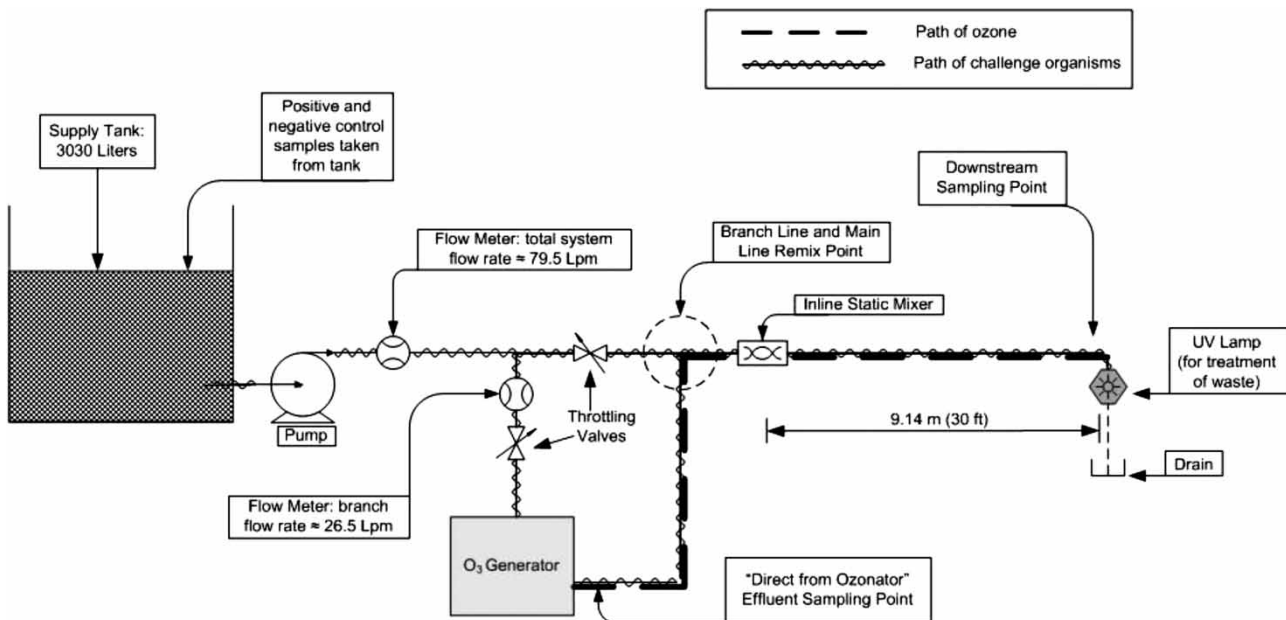 Path of ozone
Path of challenge organisms
Supply Tank:
3030 Liters
Positive and
negative control
samples taken
from tank
Downstream
Sampling Point
Flow Meter: total system
flow rate ≈ 79.5 Lpm
Branch Line and Main
Line Remix Point
Inline Static Mixer
UV Lamp
(for treatment
of waste)
Pump
Throttling
Valves
9.14 m (30 ft)
Drain
Flow Meter: branch
flow rate ≈ 26.5 Lpm
O₃ Generator
"Direct from Ozonator"
Effluent Sampling Point